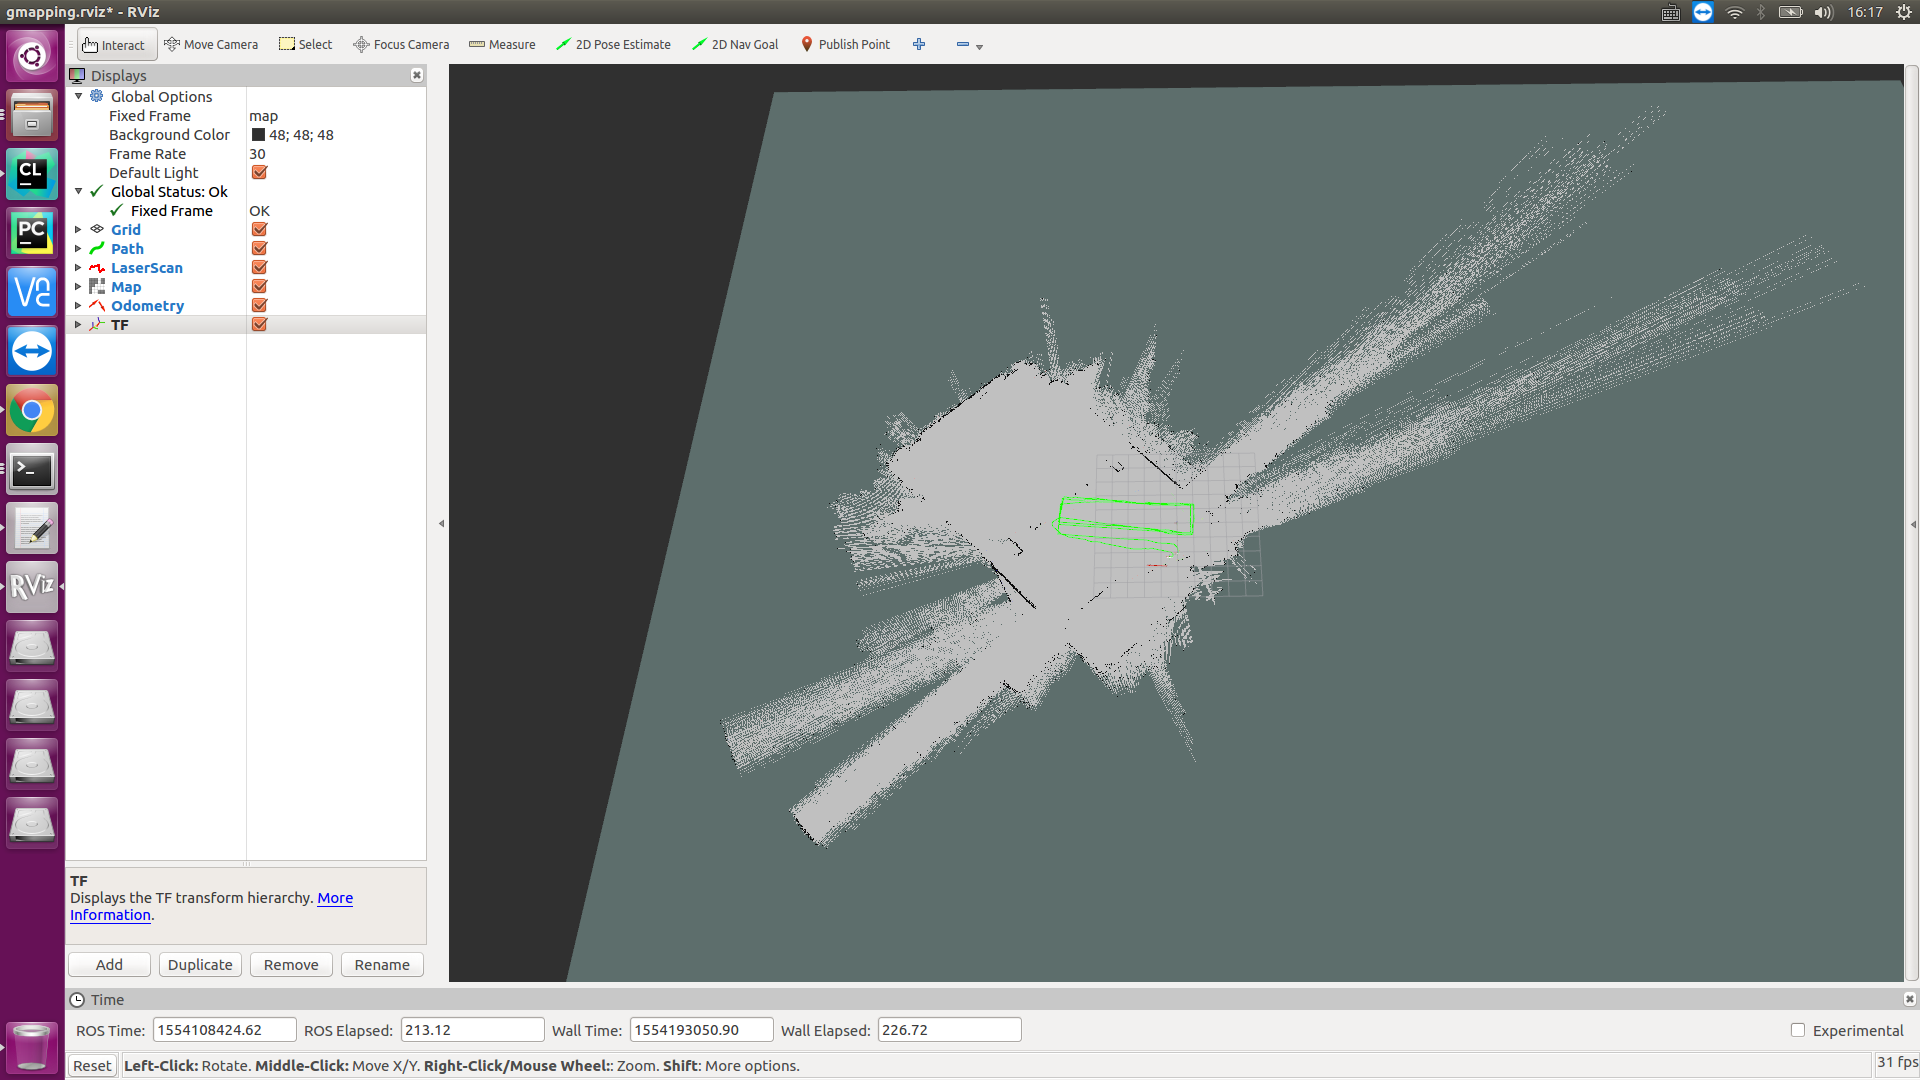 gmapping.rviz* - RViz
16:17
Interact
Move Camera
Select
Focus Camera
Measure
2D Pose Estimate
2D Nav Goal
Publish Point
Displays
Global Options
Fixed Frame map
Background Color 48; 48; 48
Frame Rate 30
Default Light
Global Status: Ok
Fixed Frame OK
Grid
Path
LaserScan
Map
Odometry
TF
CL
PC
VNC
RViz
TF
Displays the TF transform hierarchy. More
Information.
Add
Duplicate
Remove
Rename
Time
ROS Time: 1554108424.62
ROS Elapsed: 213.12
Wall Time: 1554193050.90
Wall Elapsed: 226.72
Experimental
Reset
Left-Click: Rotate. Middle-Click: Move X/Y. Right-Click/Mouse Wheel:: Zoom. Shift: More options.
31 fps